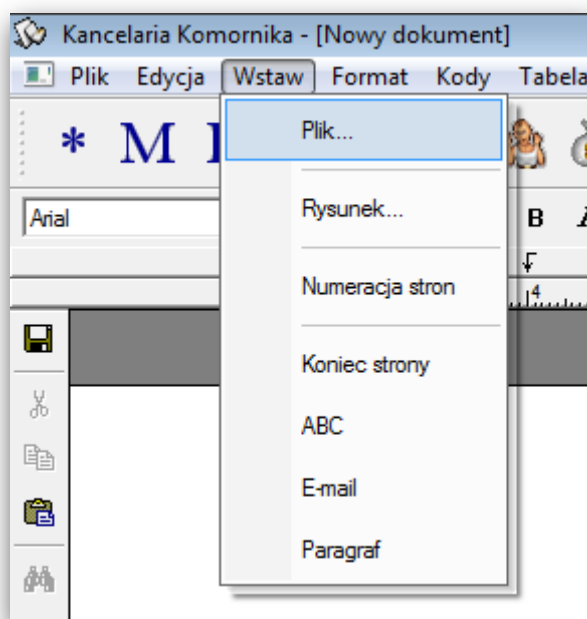 Kancelaria Komornika - [Nowy dokument]
Plik Edycja Wstaw Format Kody Tabela
* M
Plik...
Arial
B
Rysunek...
4
Numeracja stron
Koniec strony
ABC
E-mail
Paragraf